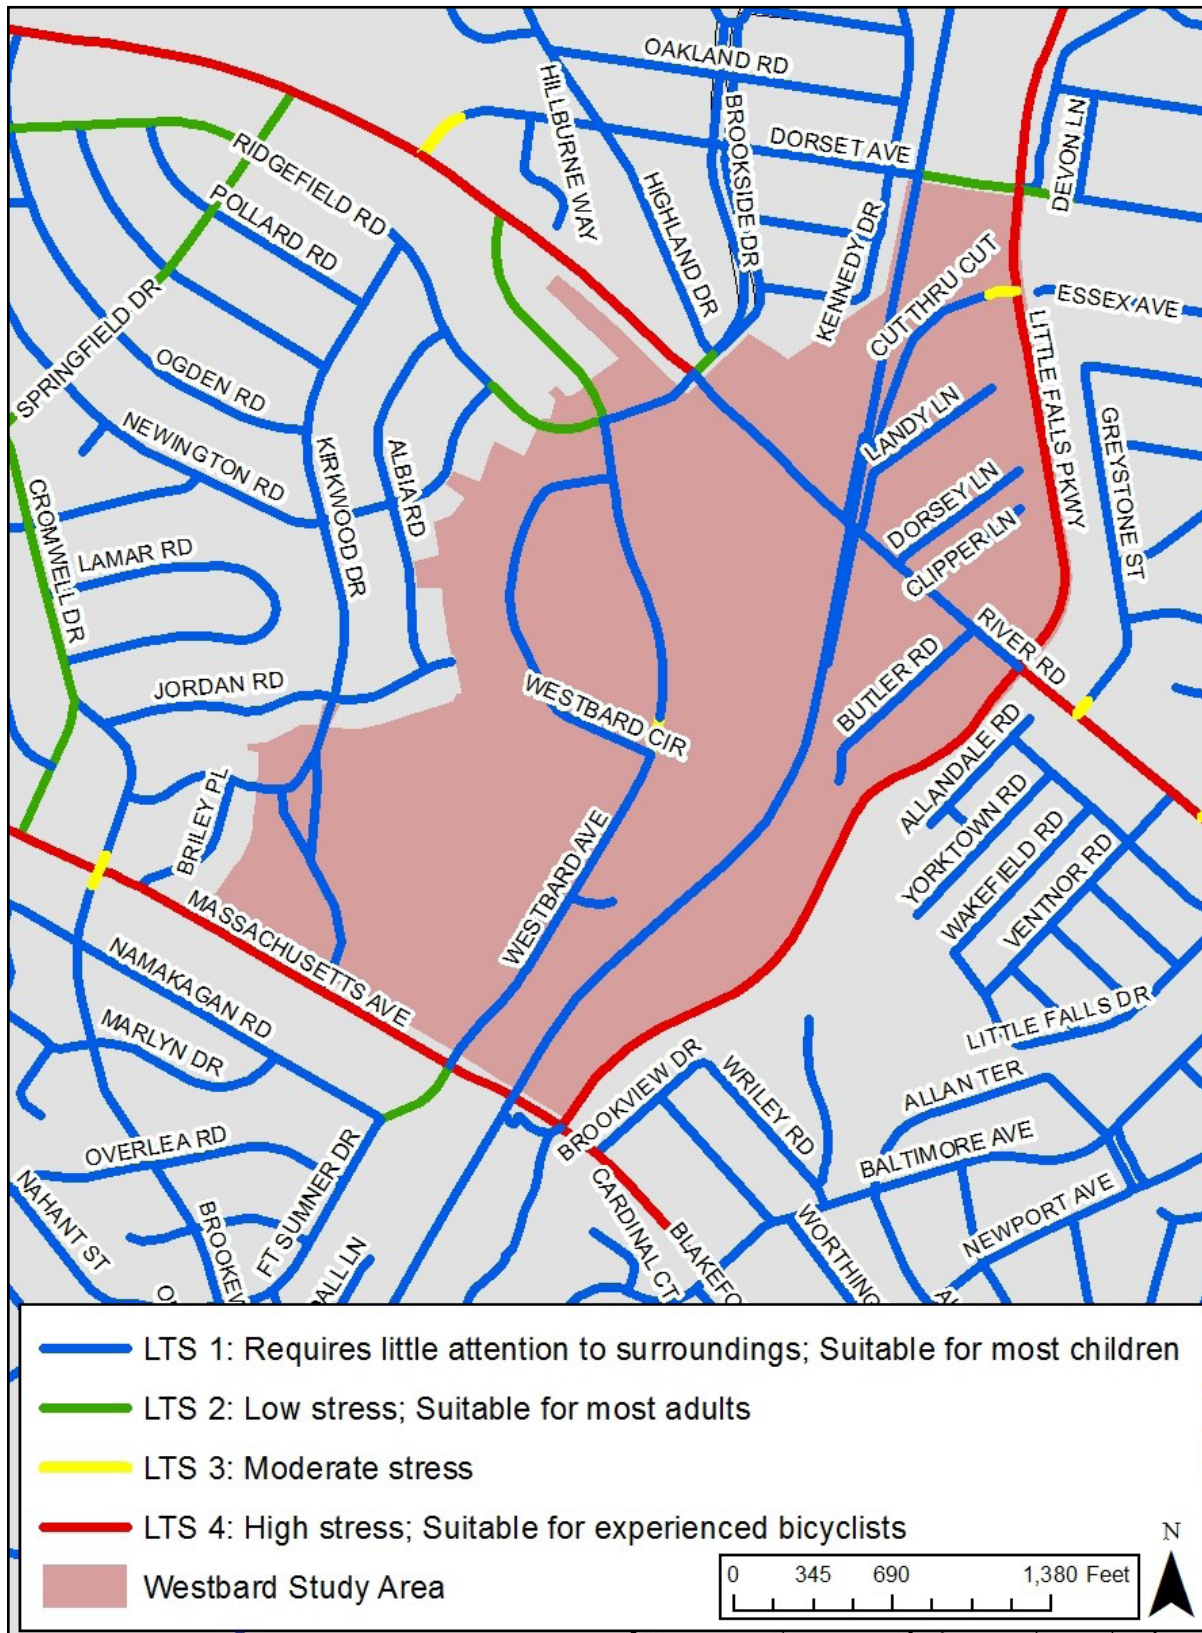 OAKLAND RD
HILLBURNE WAY
BROOKSIDE DR
DORSET AVE
DEVON LN
RIDGEFIELD RD
POLLARD RD
HIGHLAND DR
KENNEDY DR
CUT THRU CUT
ESSEX AVE
SPRINGFIELD DR
OGDEN RD
LITTLE FALLS PKWY
NEWINGTON RD
KIRKWOOD DR
ALBIA RD
LANDY LN
GREYSTONE ST
DORSEY LN
CLIPPER LN
CROMWELL DR
LAMAR RD
RIVER RD
BUTLER RD
JORDAN RD
WESTBARD CIR
ALLANDALE RD
BRILEY PL
YORKTOWN RD
WAKEFIELD RD
VENTNOR RD
WESTBARD AVE
MASSACHUSETTS AVE
NAMAKAGAN RD
MARLYN DR
LITTLE FALLS DR
BROOKVIEW DR
WRILEY RD
ALLAN TER
OVERLEA RD
BALTIMORE AVE
NAHANT ST
FT SUMNER DR
CARDINAL CT
NEWPORT AVE
WORTHING
BLAKEFO
BROOKEV
BALL LN
LTS 1: Requires little attention to surroundings; Suitable for most children
LTS 2: Low stress; Suitable for most adults
LTS 3: Moderate stress
LTS 4: High stress; Suitable for experienced bicyclists
Westbard Study Area
0 345 690 1,380 Feet
N